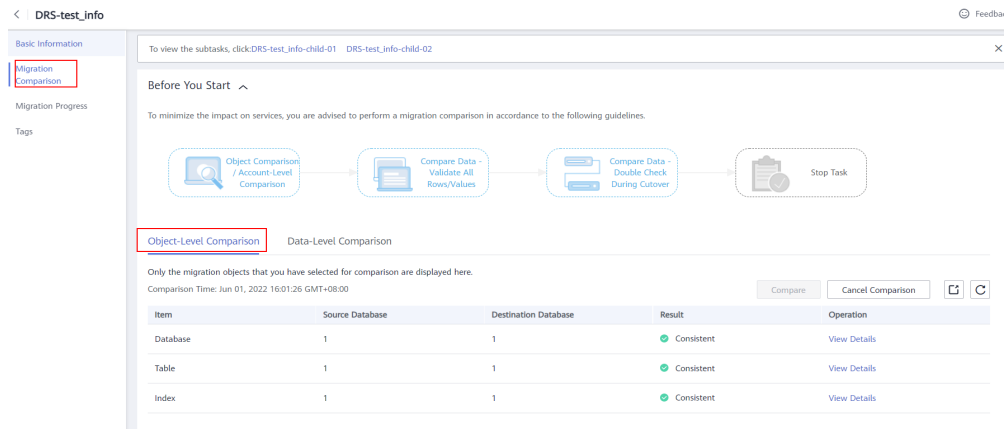 DRS-test_info
Feedbac
Basic Information
Migration
Comparison
Migration Progress
Tags
To view the subtasks, click:DRS-test_info-child-01 DRS-test_info-child-02
Before You Start
To minimize the impact on services, you are advised to perform a migration comparison in accordance to the following guidelines.
Object Comparison
/ Account-Level
Comparison
Compare Data -
Validate All
Rows/Values
Compare Data -
Double Check
During Cutover
Stop Task
Object-Level Comparison Data-Level Comparison
Only the migration objects that you have selected for comparison are displayed here.
Comparison Time: Jun 01, 2022 16:01:26 GMT+08:00
Compare Cancel Comparison
Item Source Database Destination Database Result Operation
Database 1 1 Consistent View Details
Table 1 1 Consistent View Details
Index 1 1 Consistent View Details